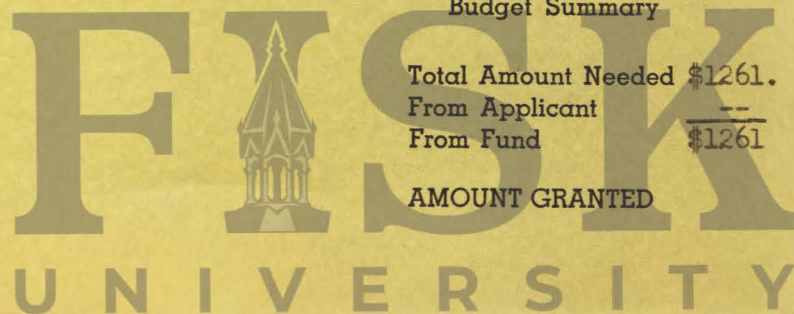 Budget Summary
Total Amount Needed $1261.
From Applicant --
From Fund $1261
AMOUNT GRANTED
FISK
UNIVERSITY